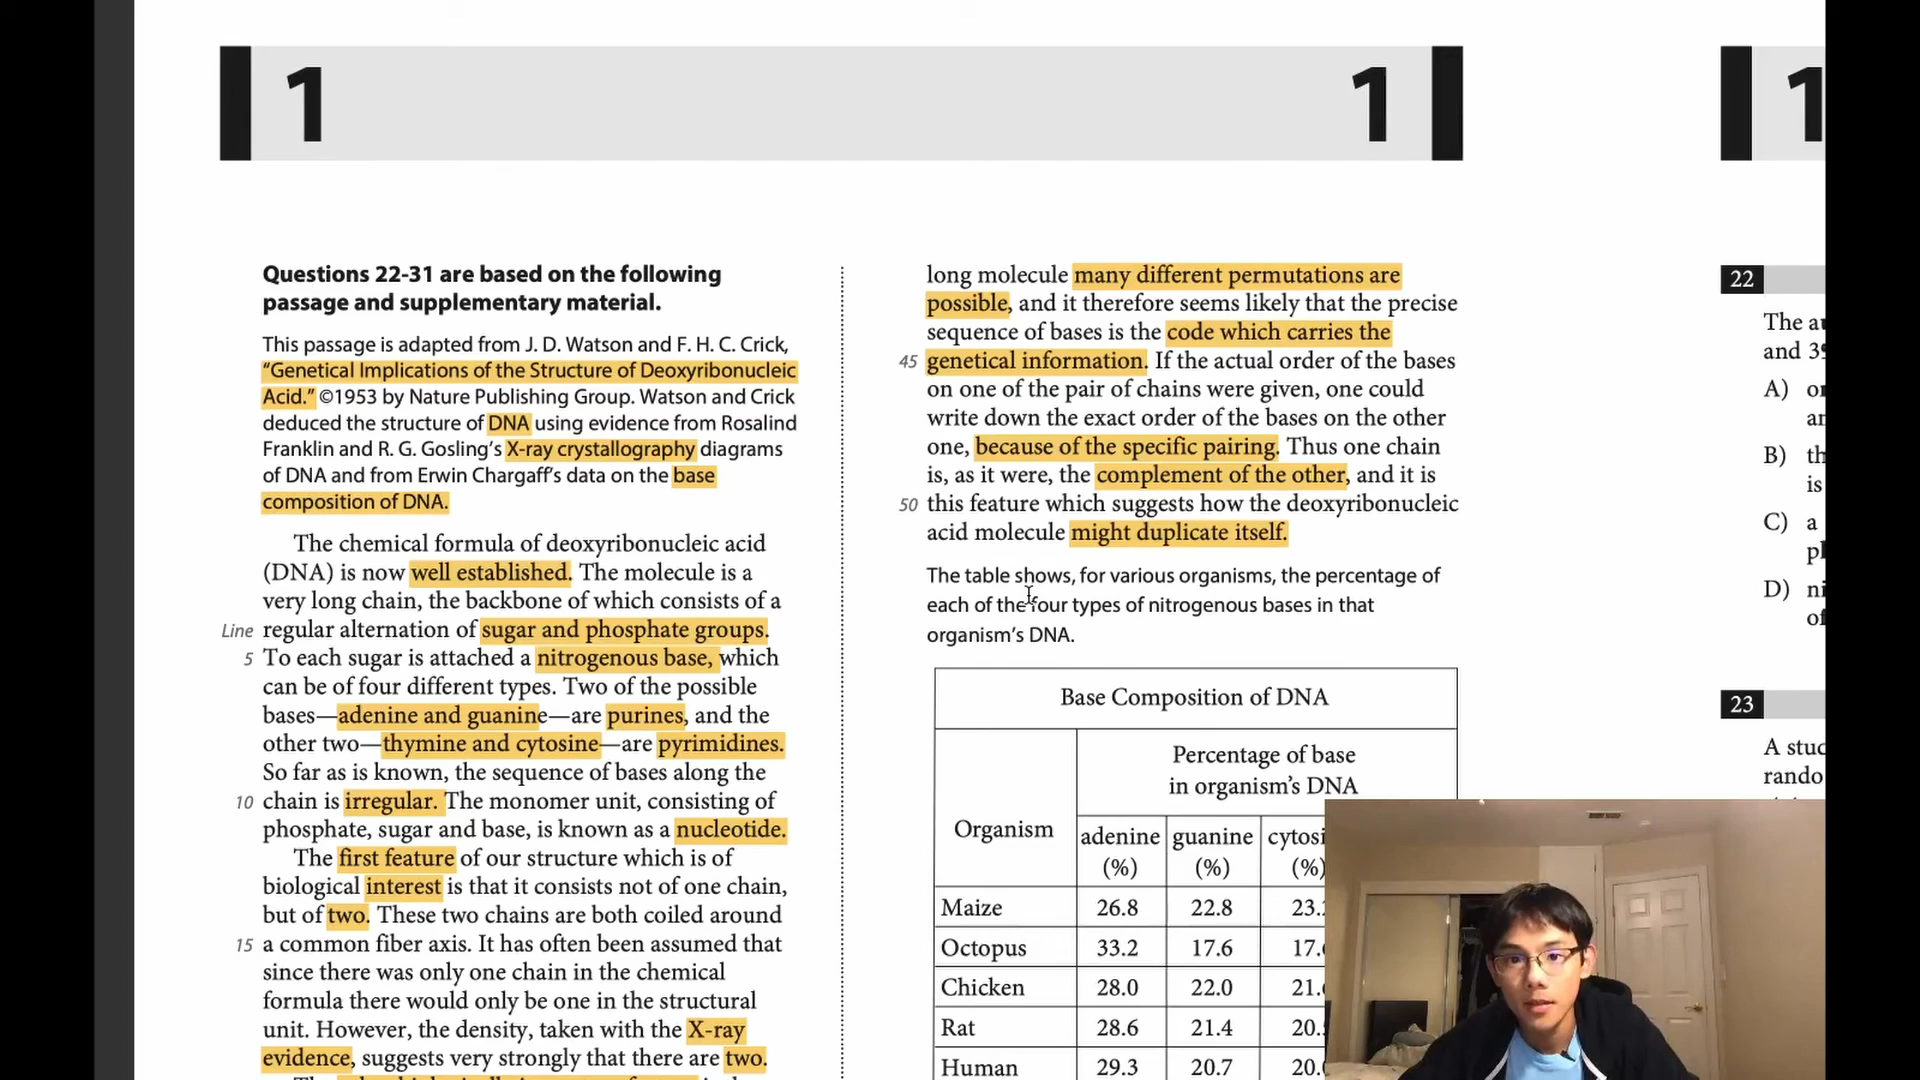 1 1 1
Questions 22-31 are based on the following
passage and supplementary material.
This passage is adapted from J. D. Watson and F. H. C. Crick,
“Genetical Implications of the Structure of Deoxyribonucleic
Acid.” ©1953 by Nature Publishing Group. Watson and Crick
deduced the structure of DNA using evidence from Rosalind
Franklin and R. G. Gosling’s X-ray crystallography diagrams
of DNA and from Erwin Chargaff’s data on the base
composition of DNA.
The chemical formula of deoxyribonucleic acid
(DNA) is now well established. The molecule is a
very long chain, the backbone of which consists of a
Line regular alternation of sugar and phosphate groups.
5 To each sugar is attached a nitrogenous base, which
can be of four different types. Two of the possible
bases—adenine and guanine—are purines, and the
other two—thymine and cytosine—are pyrimidines.
So far as is known, the sequence of bases along the
10 chain is irregular. The monomer unit, consisting of
phosphate, sugar and base, is known as a nucleotide.
The first feature of our structure which is of
biological interest is that it consists not of one chain,
but of two. These two chains are both coiled around
15 a common fiber axis. It has often been assumed that
since there was only one chain in the chemical
formula there would only be one in the structural
unit. However, the density, taken with the X-ray
evidence, suggests very strongly that there are two.
long molecule many different permutations are
possible, and it therefore seems likely that the precise
sequence of bases is the code which carries the
45 genetical information. If the actual order of the bases
on one of the pair of chains were given, one could
write down the exact order of the bases on the other
one, because of the specific pairing. Thus one chain
is, as it were, the complement of the other, and it is
50 this feature which suggests how the deoxyribonucleic
acid molecule might duplicate itself.
The table shows, for various organisms, the percentage of
each of the four types of nitrogenous bases in that
organism’s DNA.
Base Composition of DNA
Percentage of base
in organism’s DNA
Organism
adenine guanine cytosi
(%) (%) (%)
Maize 26.8 22.8 23.
Octopus 33.2 17.6 17.
Chicken 28.0 22.0 21.
Rat 28.6 21.4 20.
Human 29.3 20.7 20.
22
The au
and 39
A) or
an
B) th
is
C) a
pl
D) ni
of
23
A stud
rando